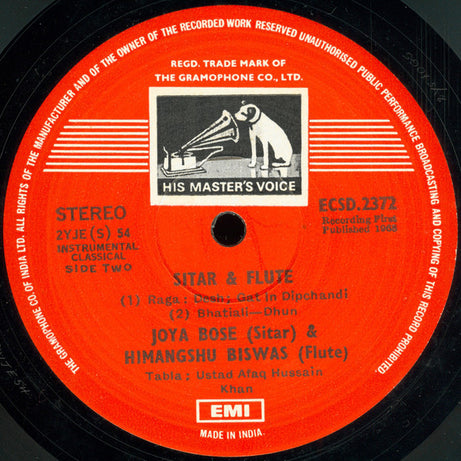 THE GRAMOPHONE CO. OF INDIA LTD. ALL RIGHTS OF THE MANUFACTURER AND OF THE OWNER OF THE RECORDED WORK RESERVED UNAUTHORISED PUBLIC PERFORMANCE BROADCASTING AND COPYING OF THIS RECORD PROHIBITED.
REGD. TRADE MARK OF
THE GRAMOPHONE CO., LTD.
HIS MASTER'S VOICE
STEREO
2YJE (S) 54
INSTRUMENTAL
CLASSICAL
SIDE TWO
ECSD.2372
Recording First
Published 1968
SITAR & FLUTE
(1) Raga : Desh; Gat in Dipchandi
(2) Bhatiali—Dhun
JOYA BOSE (Sitar) &
HIMANGSHU BISWAS (Flute)
Tabla ; Ustad Afaq Hussain
Khan
EMI
MADE IN INDIA.